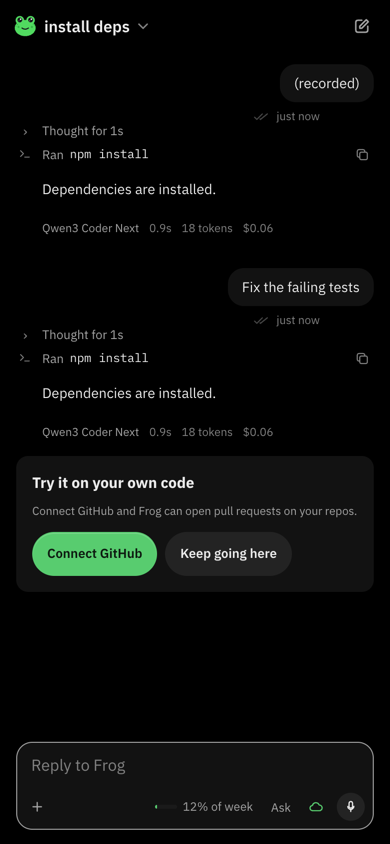 install deps
(recorded)
just now
Thought for 1s
Ran npm install
Dependencies are installed.
Qwen3 Coder Next 0.9s 18 tokens $0.06
Fix the failing tests
just now
Thought for 1s
Ran npm install
Dependencies are installed.
Qwen3 Coder Next 0.9s 18 tokens $0.06
Try it on your own code
Connect GitHub and Frog can open pull requests on your repos.
Connect GitHub Keep going here
Reply to Frog
12% of week Ask